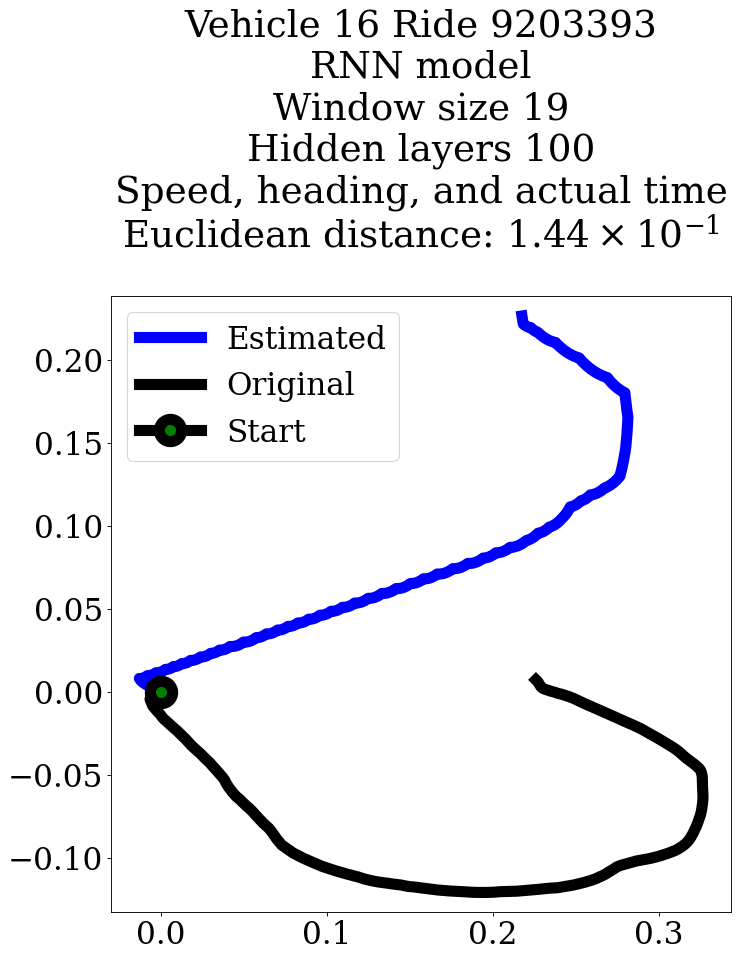 Vehicle 16 Ride 9203393
RNN model
Window size 19
Hidden layers 100
Speed, heading, and actual time
Euclidean distance: 1.44 × 10⁻¹
Estimated
Original
Start
0.20
0.15
0.10
0.05
0.00
−0.05
−0.10
0.0 0.1 0.2 0.3